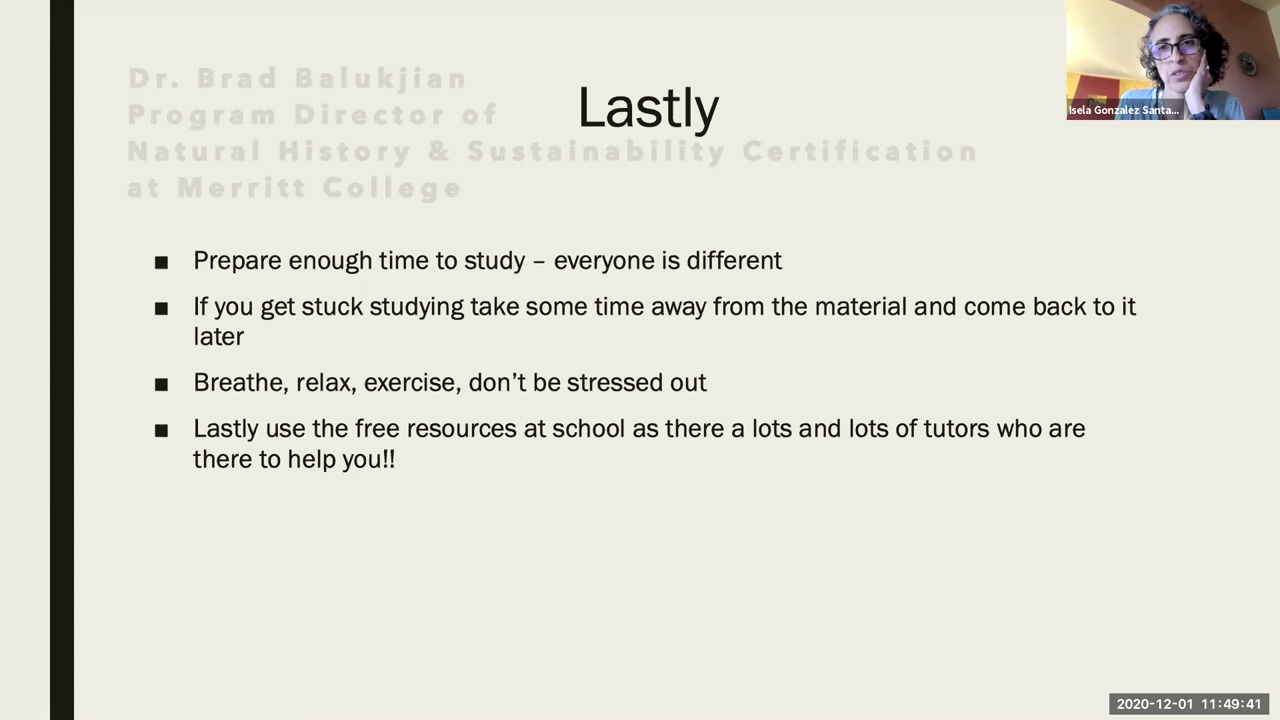 Dr. Brad Balukjian
Program Director of
Natural History & Sustainability Certification
at Merritt College
Lastly
Isela Gonzalez Santa...
■ Prepare enough time to study – everyone is different
■ If you get stuck studying take some time away from the material and come back to it
later
■ Breathe, relax, exercise, don’t be stressed out
■ Lastly use the free resources at school as there a lots and lots of tutors who are
there to help you!!
2020-12-01 11:49:41